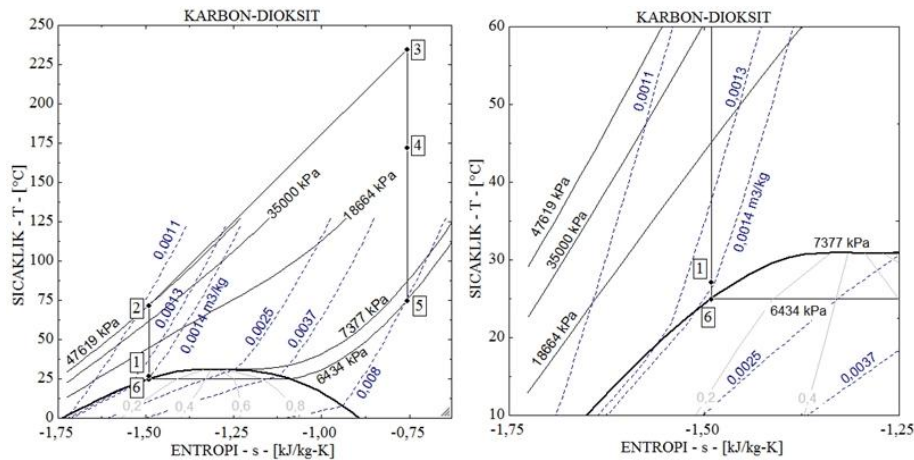 KARBON-DIOKSIT
SICAKLIK - T - [°C]
250
225
200
175
150
125
100
75
50
25
0
3
4
5
2
1
6
0.0011
47619 kPa
35000 kPa
18664 kPa
0.0013
0.0014 m3/kg
0.0025
0.0037
7377 kPa
6434 kPa
0.008
0,2
0,4
0,6
0,8
-1,75
-1,50
-1,25
-1,00
-0,75
ENTROPI - s - [kJ/kg-K]
KARBON-DIOKSIT
SICAKLIK - T - [°C]
60
50
40
30
20
10
0.0011
0.0013
0.0014 m3/kg
47619 kPa
35000 kPa
18664 kPa
7377 kPa
1
6
6434 kPa
0.0025
0.0037
0,2
0,4
-1,75
-1,50
-1,25
ENTROPI - s - [kJ/kg-K]